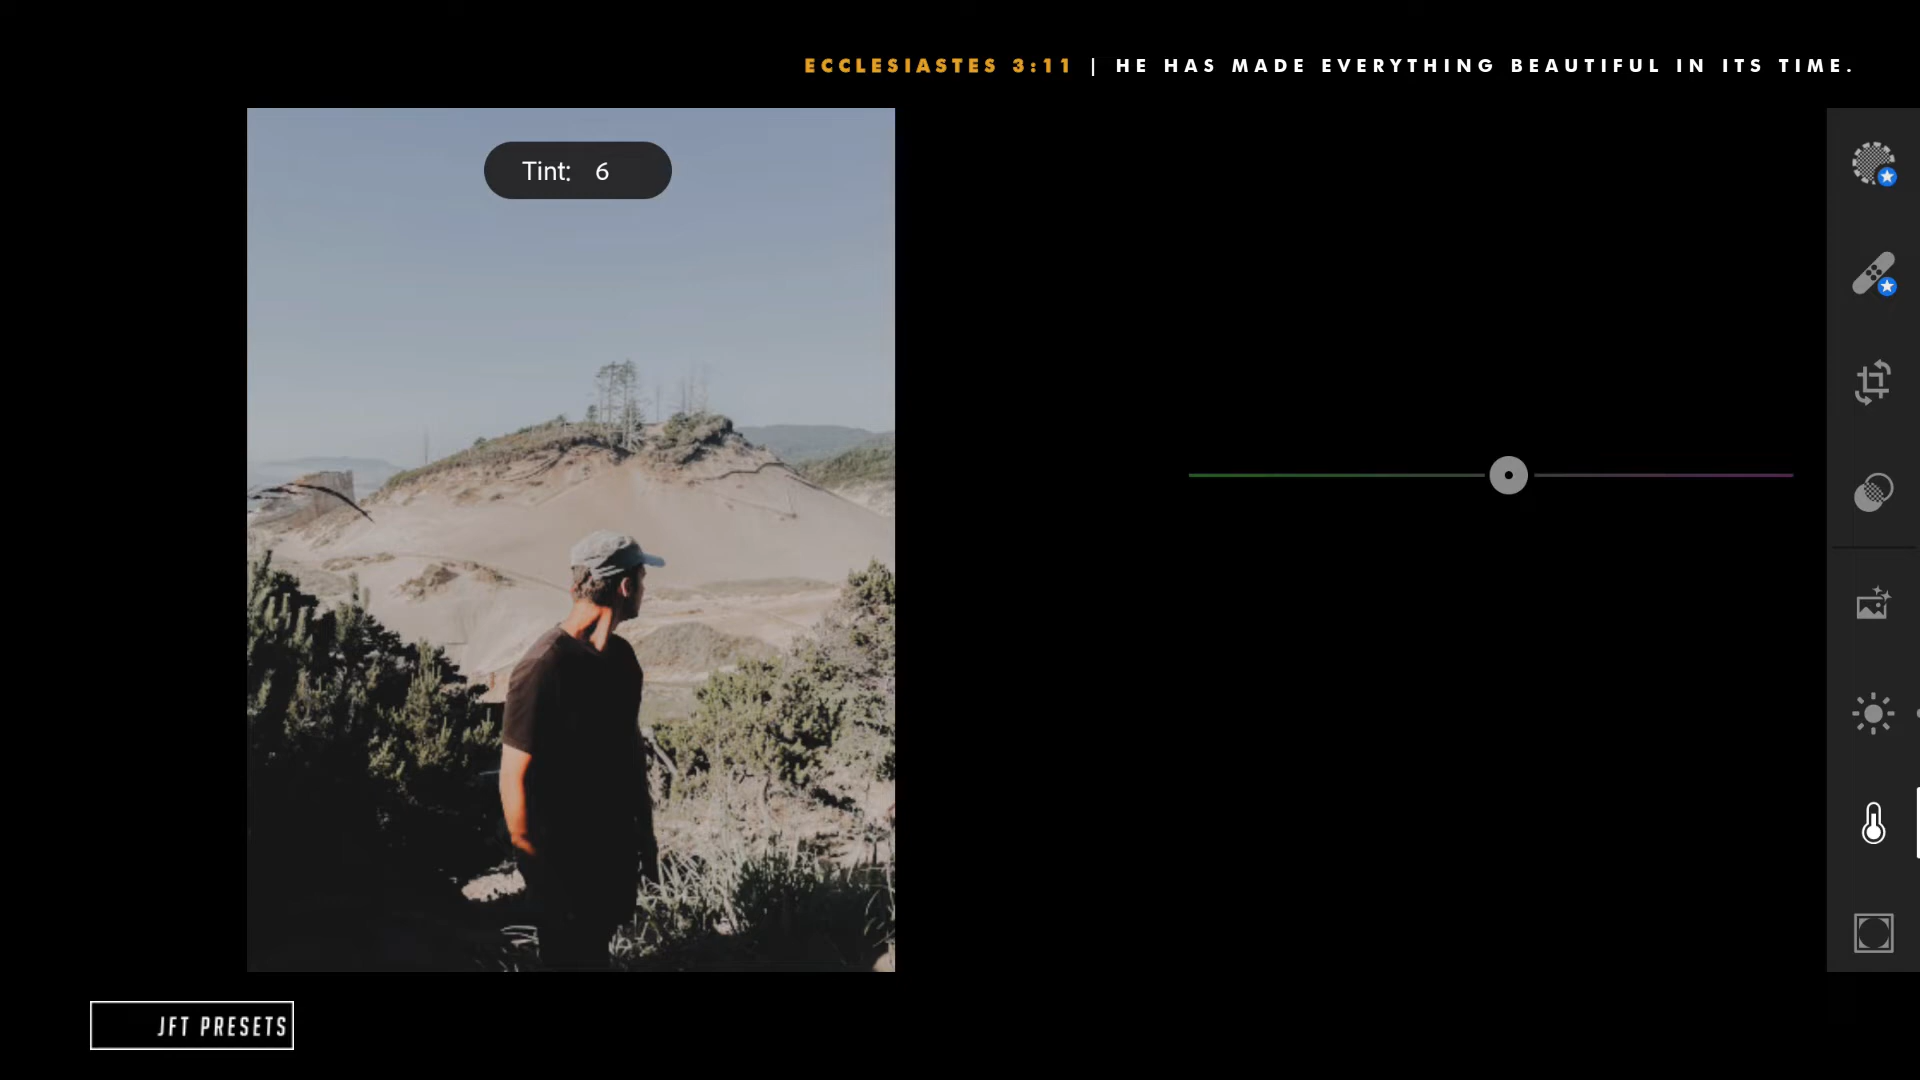 ECCLESIASTES 3:11 | HE HAS MADE EVERYTHING BEAUTIFUL IN ITS TIME.
Tint: 6
JFT PRESETS